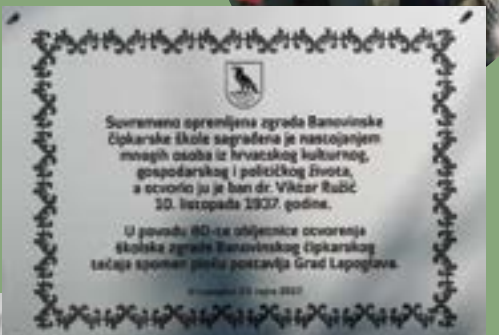 Suvremeno opremljena zgrada Banovinske
čipkarske škole sagrađena je nastojanjem
mnogih osoba iz hrvatskog kulturnog,
gospodarskog i političkog života,
a otvorio ju je ban dr. Viktor Ružić
10. listopada 1937. godine.
U povodu 80-te obljetnice otvorenja
školske zgrade Banovinskog čipkarskog
tečaja spomen ploču postavlja Grad Lepoglava.